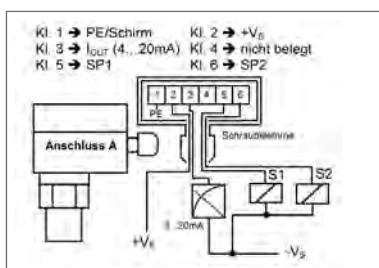 Kl. 1 ➔ PE/Schirm Kl. 2 ➔ +Vs
Kl. 3 ➔ IOUT (4...20mA) Kl. 4 ➔ nicht belegt
Kl. 5 ➔ SP1 Kl. 6 ➔ SP2
1 2 3 4 5 6
PE
Schraubklemme
Anschluss A
S1 S2
+Vs
...20mA
-Vs